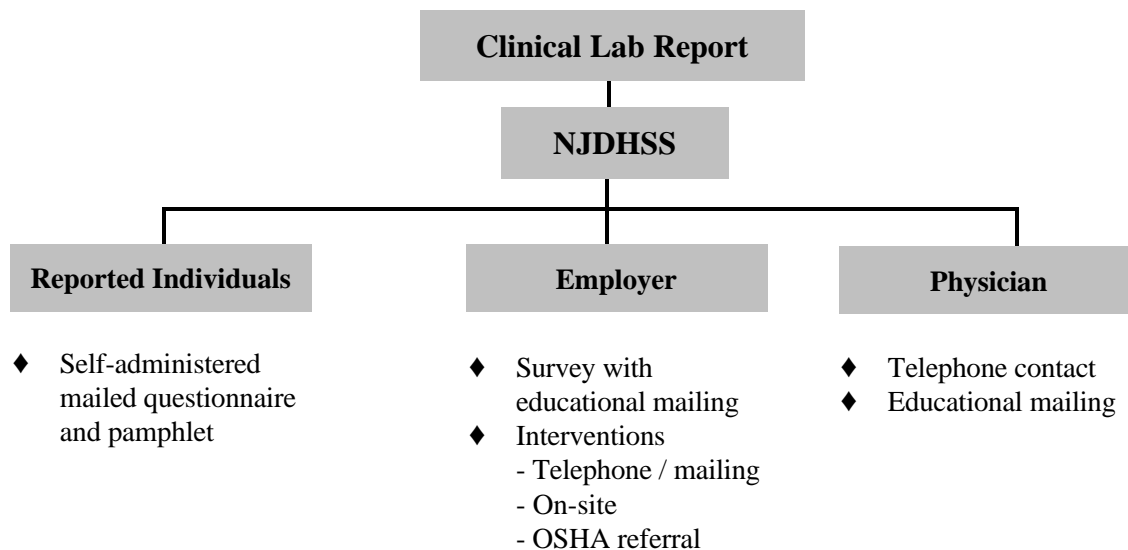 Clinical Lab Report
NJDHSS
Reported Individuals
♦ Self-administered
mailed questionnaire
and pamphlet
Employer
♦ Survey with
educational mailing
♦ Interventions
- Telephone / mailing
- On-site
- OSHA referral
Physician
♦ Telephone contact
♦ Educational mailing